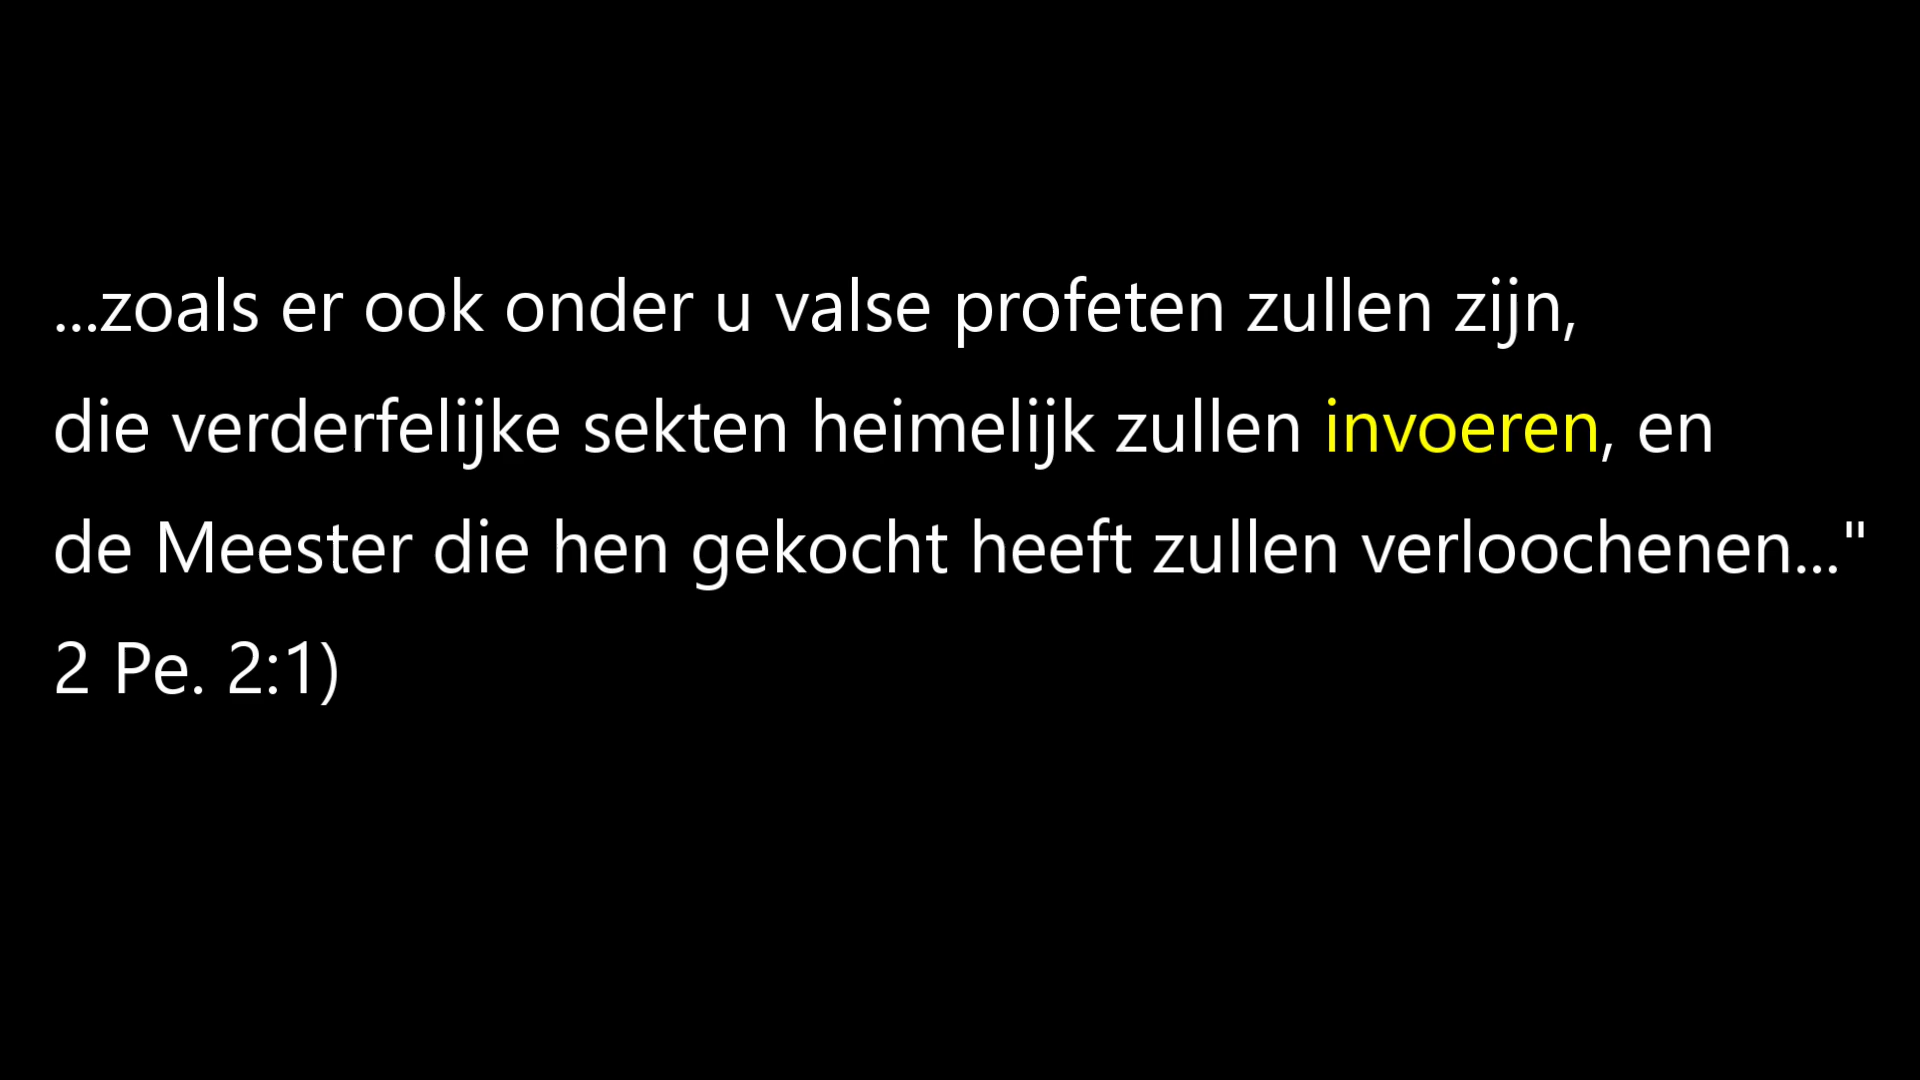 ...zoals er ook onder u valse profeten zullen zijn,
die verderfelijke sekten heimelijk zullen invoeren, en
de Meester die hen gekocht heeft zullen verloochenen..."
2 Pe. 2:1)